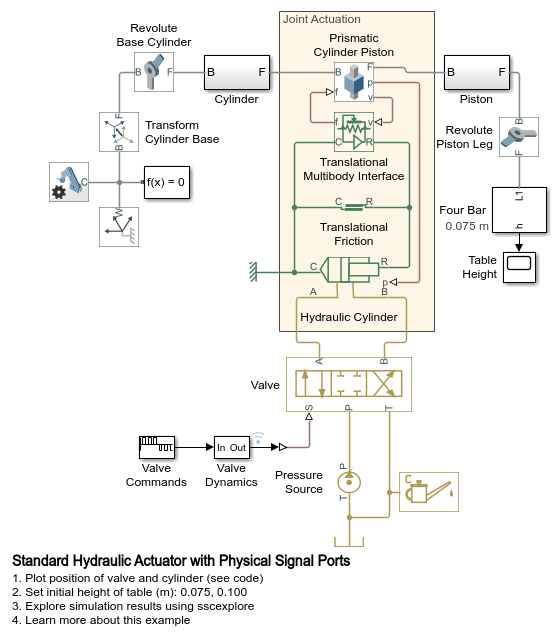 Joint Actuation
Revolute
Base Cylinder
Prismatic
Cylinder Piston
B F
B F
Cylinder
B F
p
f v
B F
Piston
F
B
Transform
Cylinder Base
f v
C R
Translational
Multibody Interface
B
F
Revolute
Piston Leg
C
f(x) = 0
W
C R
Translational
Friction
L1
h
Four Bar
0.075 m
Table
Height
C R
p
A B
Hydraulic Cylinder
A B
Valve
S P T
In Out
Valve
Commands
Valve
Dynamics
Pressure
Source
P
T
C
Standard Hydraulic Actuator with Physical Signal Ports
1. Plot position of valve and cylinder (see code)
2. Set initial height of table (m): 0.075, 0.100
3. Explore simulation results using sscexplore
4. Learn more about this example